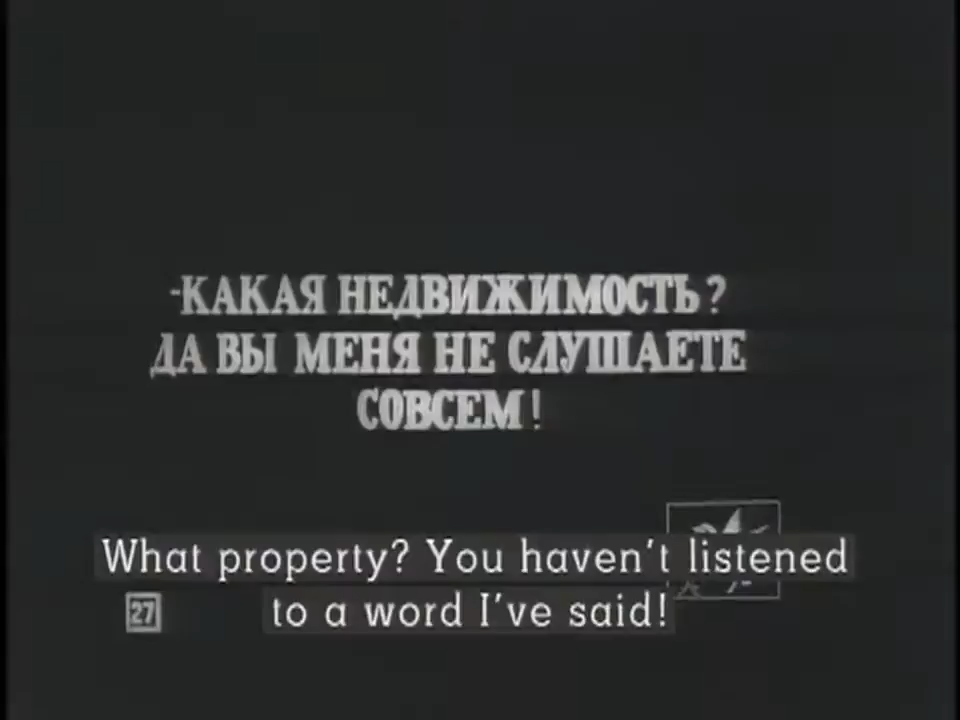 -КАКАЯ НЕДВИЖИМОСТЬ?
ДА ВЫ МЕНЯ НЕ СЛУШАЕТЕ
СОВСЕМ!
What property? You haven't listened
to a word I've said!
27